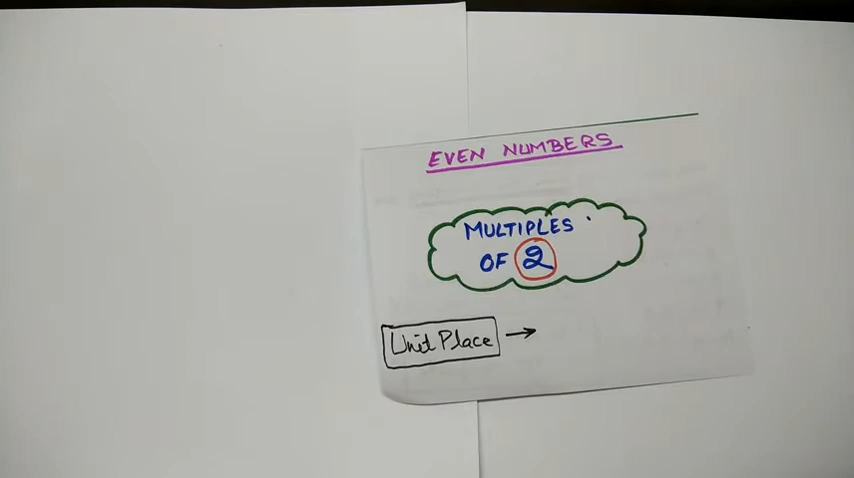 EVEN NUMBERS
MULTIPLES
OF 2
Unit Place →